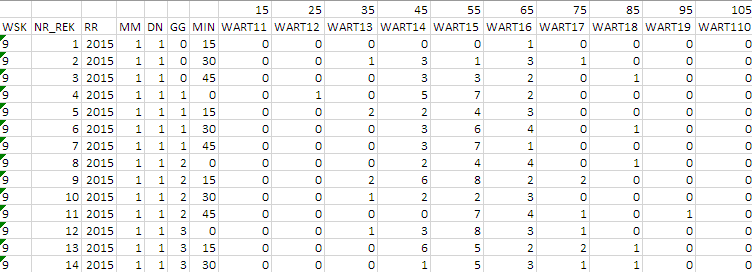 15 25 35 45 55 65 75 85 95 105
WSK NR_REK RR MM DN GG MIN WART11 WART12 WART13 WART14 WART15 WART16 WART17 WART18 WART19 WART110
9 1 2015 1 1 0 15 0 0 0 0 0 1 0 0 0 0
9 2 2015 1 1 0 30 0 0 1 3 1 3 1 0 0 0
9 3 2015 1 1 0 45 0 0 0 3 3 2 0 1 0 0
9 4 2015 1 1 1 0 0 1 0 5 7 2 0 0 0 0
9 5 2015 1 1 1 15 0 0 2 2 4 3 0 0 0 0
9 6 2015 1 1 1 30 0 0 0 3 6 4 0 1 0 0
9 7 2015 1 1 1 45 0 0 0 3 7 1 0 0 0 0
9 8 2015 1 1 2 0 0 0 0 2 4 4 0 1 0 0
9 9 2015 1 1 2 15 0 0 2 6 8 2 2 0 0 0
9 10 2015 1 1 2 30 0 0 1 2 2 3 0 0 0 0
9 11 2015 1 1 2 45 0 0 0 0 7 4 1 0 1 0
9 12 2015 1 1 3 0 0 0 1 3 8 3 1 0 0 0
9 13 2015 1 1 3 15 0 0 0 6 5 2 2 1 0 0
9 14 2015 1 1 3 30 0 0 0 1 5 3 1 1 0 0